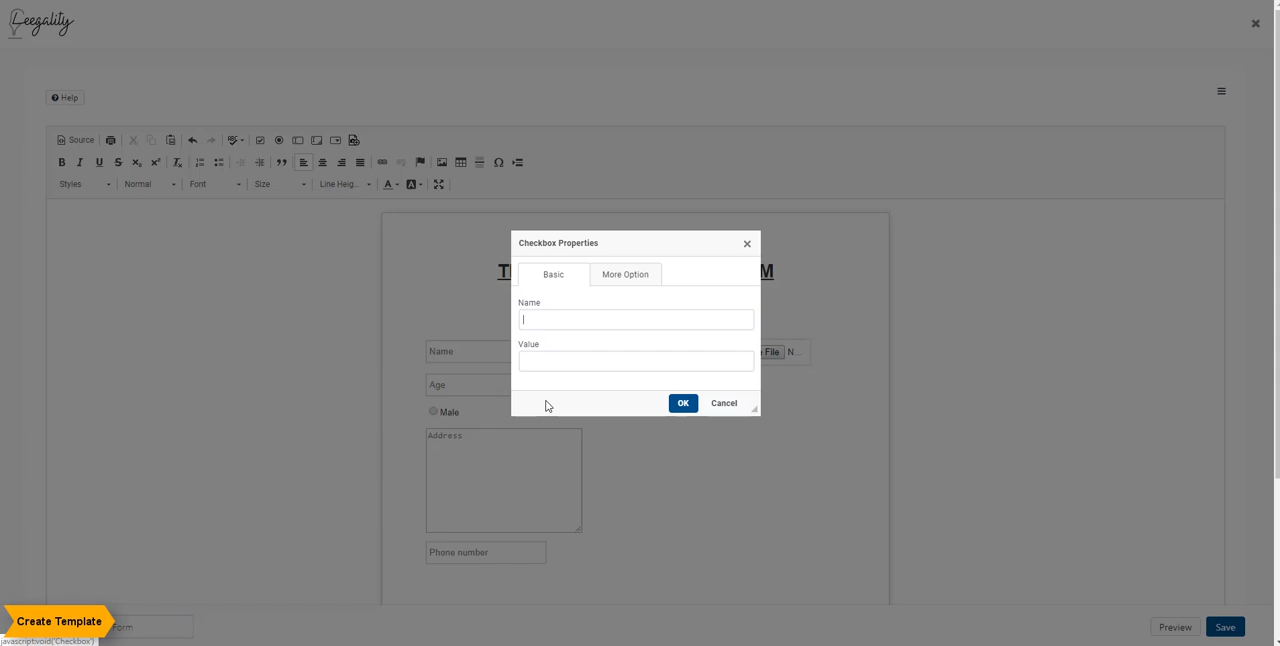 Leegality
Help
Source
Styles Normal Font Size Line Heig...
Checkbox Properties
Basic More Option
Name
Value
OK Cancel
Name
File N...
Age
Male
Address
Phone number
Create Template
Form
Preview Save
javascript:void('Checkbox')